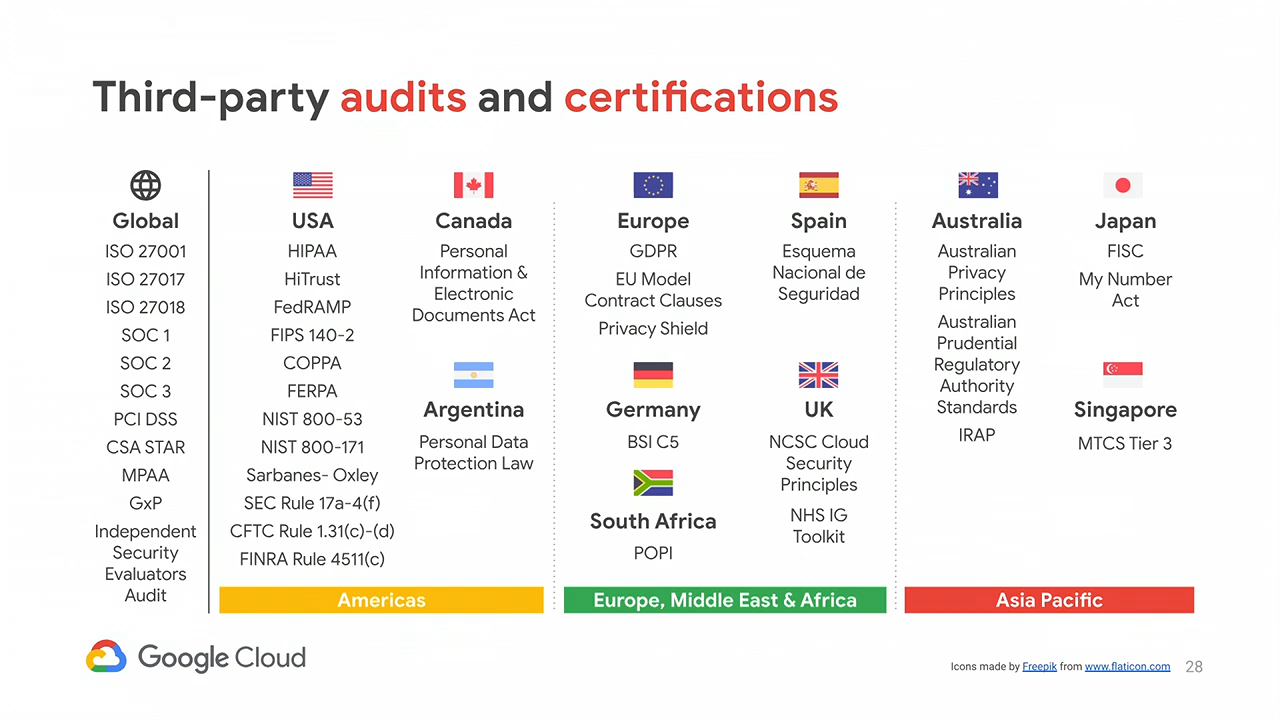 Third-party audits and certifications
Global
ISO 27001
ISO 27017
ISO 27018
SOC 1
SOC 2
SOC 3
PCI DSS
CSA STAR
MPAA
GxP
Independent
Security
Evaluators
Audit
USA
HIPAA
HiTrust
FedRAMP
FIPS 140-2
COPPA
FERPA
NIST 800-53
NIST 800-171
Sarbanes- Oxley
SEC Rule 17a-4(f)
CFTC Rule 1.31(c)-(d)
FINRA Rule 4511(c)
Canada
Personal
Information &
Electronic
Documents Act
Argentina
Personal Data
Protection Law
Americas
Europe
GDPR
EU Model
Contract Clauses
Privacy Shield
Germany
BSI C5
South Africa
POPI
Spain
Esquema
Nacional de
Seguridad
UK
NCSC Cloud
Security
Principles
NHS IG
Toolkit
Europe, Middle East & Africa
Australia
Australian
Privacy
Principles
Australian
Prudential
Regulatory
Authority
Standards
IRAP
Japan
FISC
My Number
Act
Singapore
MTCS Tier 3
Asia Pacific
Google Cloud
Icons made by Freepik from www.flaticon.com
28